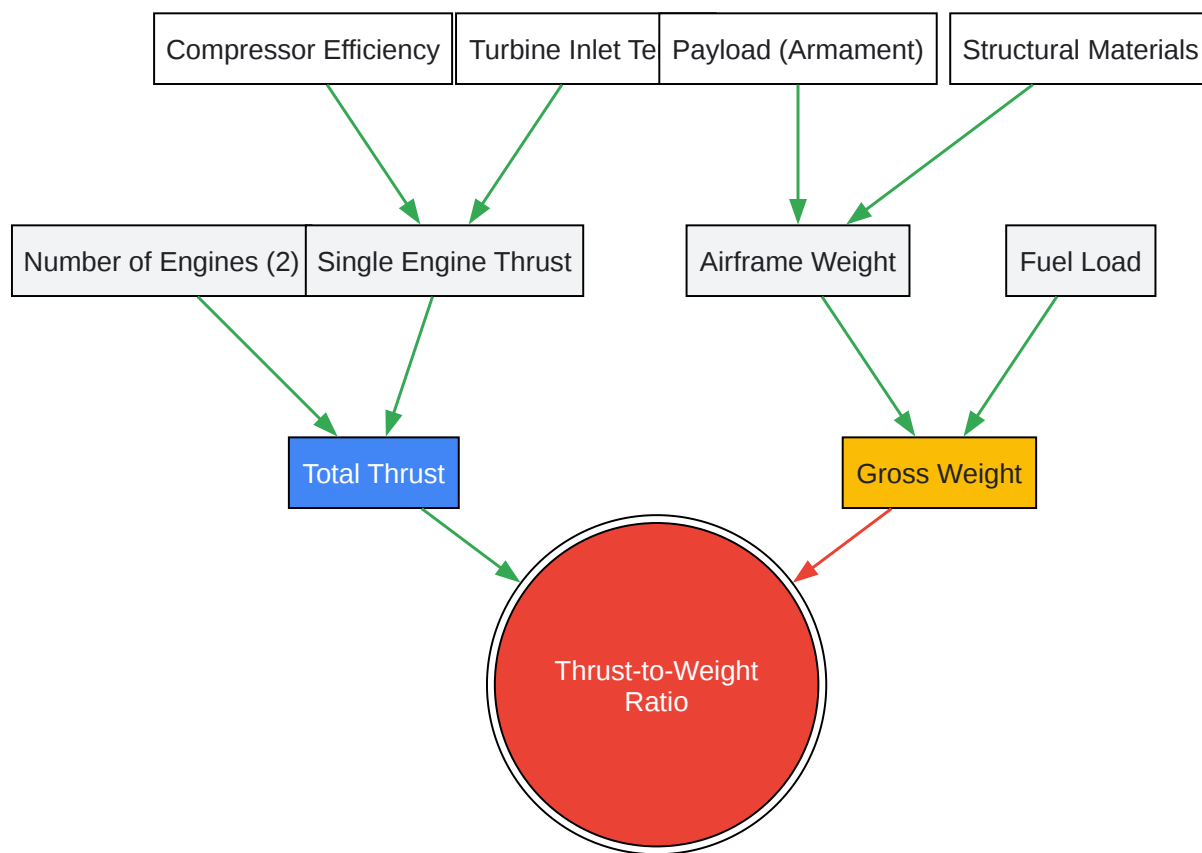 Compressor Efficiency
Turbine Inlet Te
Payload (Armament)
Structural Materials
Number of Engines (2)
Single Engine Thrust
Airframe Weight
Fuel Load
Total Thrust
Gross Weight
Thrust-to-Weight
Ratio